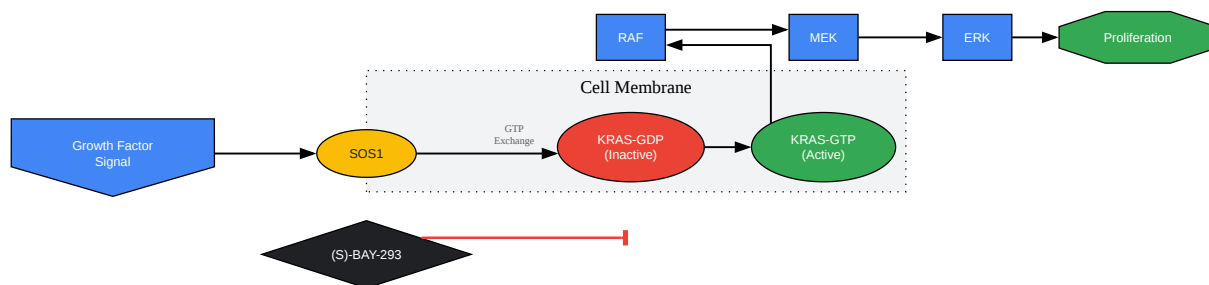 RAF
MEK
ERK
Proliferation
Cell Membrane
Growth Factor
Signal
SOS1
GTP
Exchange
KRAS-GDP
(Inactive)
KRAS-GTP
(Active)
(S)-BAY-293